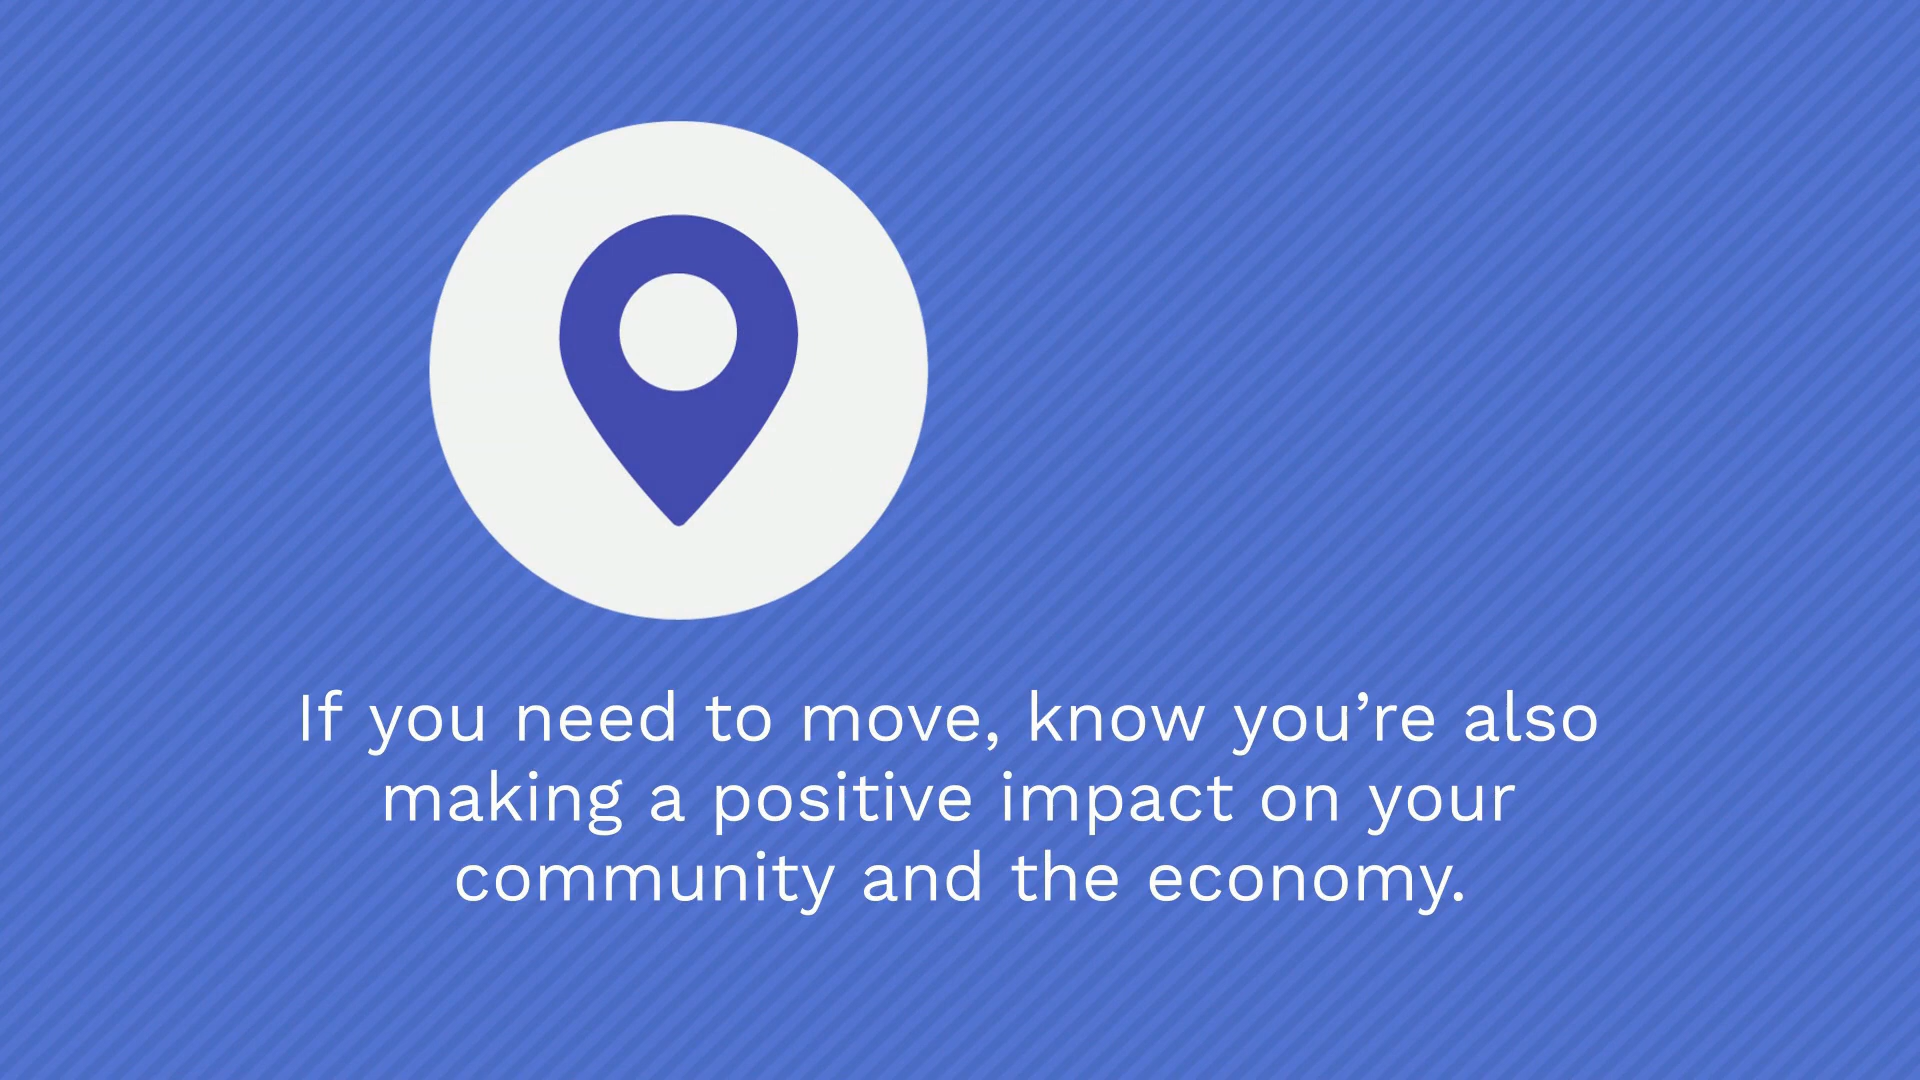 If you need to move, know you’re also
making a positive impact on your
community and the economy.